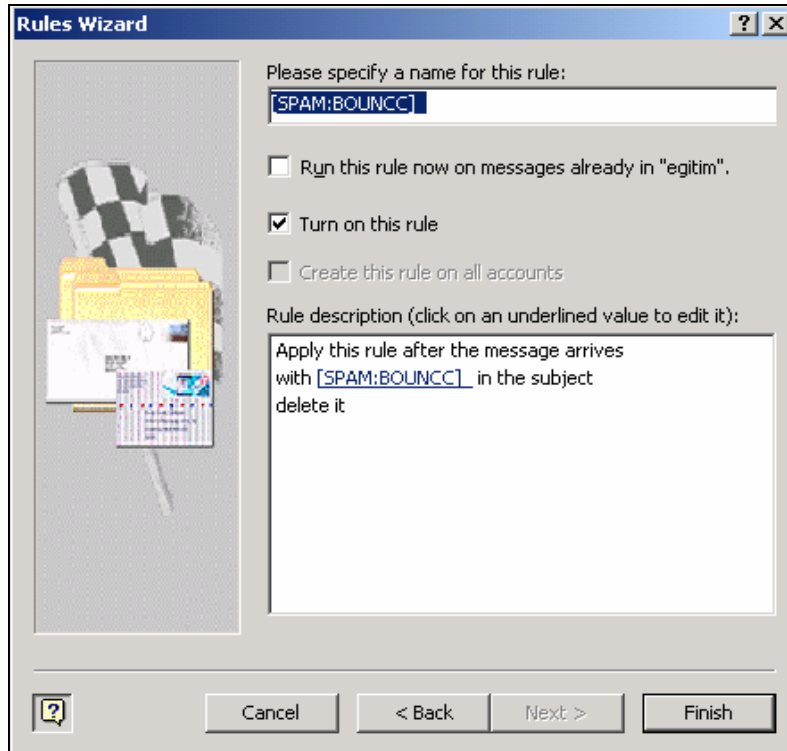 Rules Wizard
Please specify a name for this rule:
[SPAM:BOUNCC]
Run this rule now on messages already in "egitim".
Turn on this rule
Create this rule on all accounts
Rule description (click on an underlined value to edit it):
Apply this rule after the message arrives
with [SPAM:BOUNCC] in the subject
delete it
Cancel
< Back
Next >
Finish